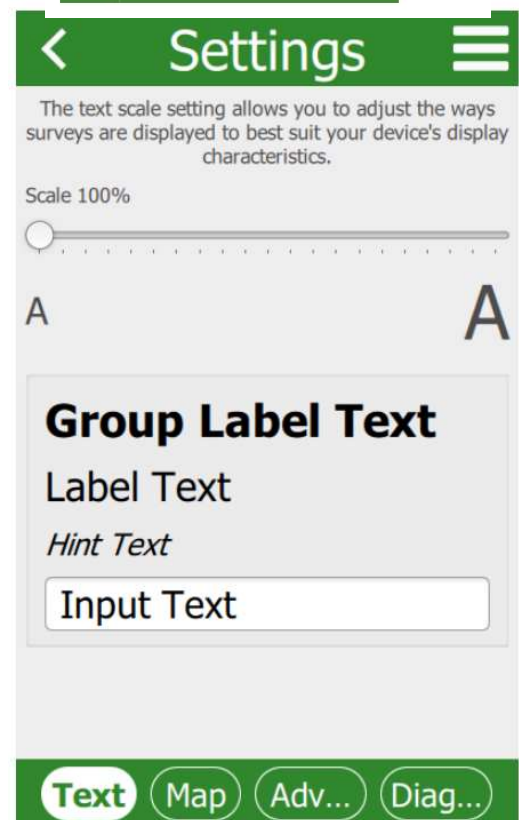 Settings
The text scale setting allows you to adjust the ways
surveys are displayed to best suit your device's display
characteristics.
Scale 100%
A A
Group Label Text
Label Text
Hint Text
Input Text
Text Map Adv... Diag...